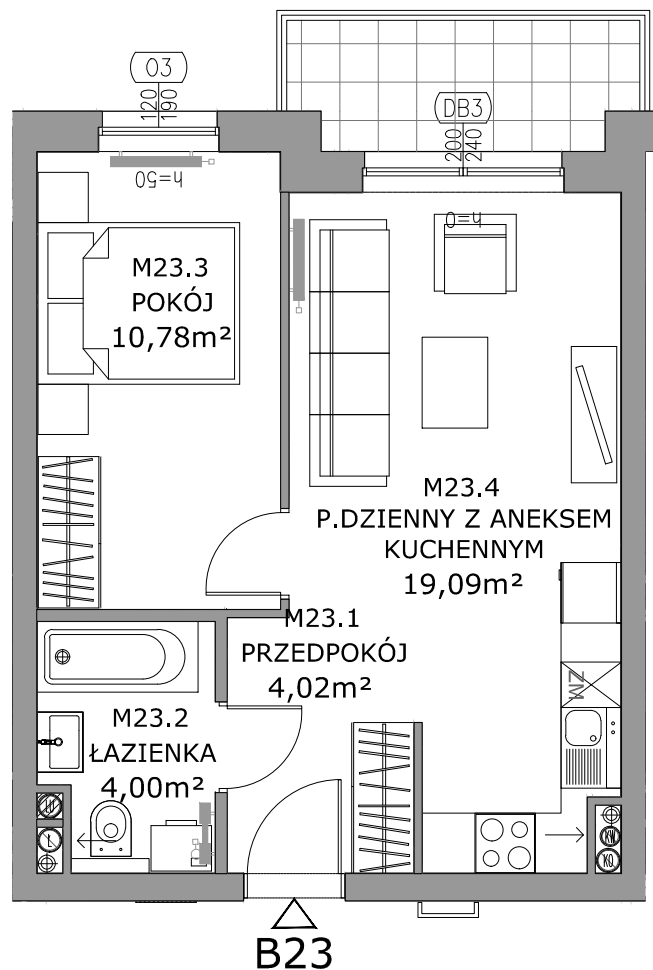 O3
120
190
DB3
200
240
h=50
h=0
M23.3
POKÓJ
10,78m²
M23.4
P.DZIENNY Z ANEKSEM
KUCHENNYM
19,09m²
M23.1
PRZEDPOKÓJ
4,02m²
ZM
M23.2
ŁAZIENKA
4,00m²
KW
KO
B23